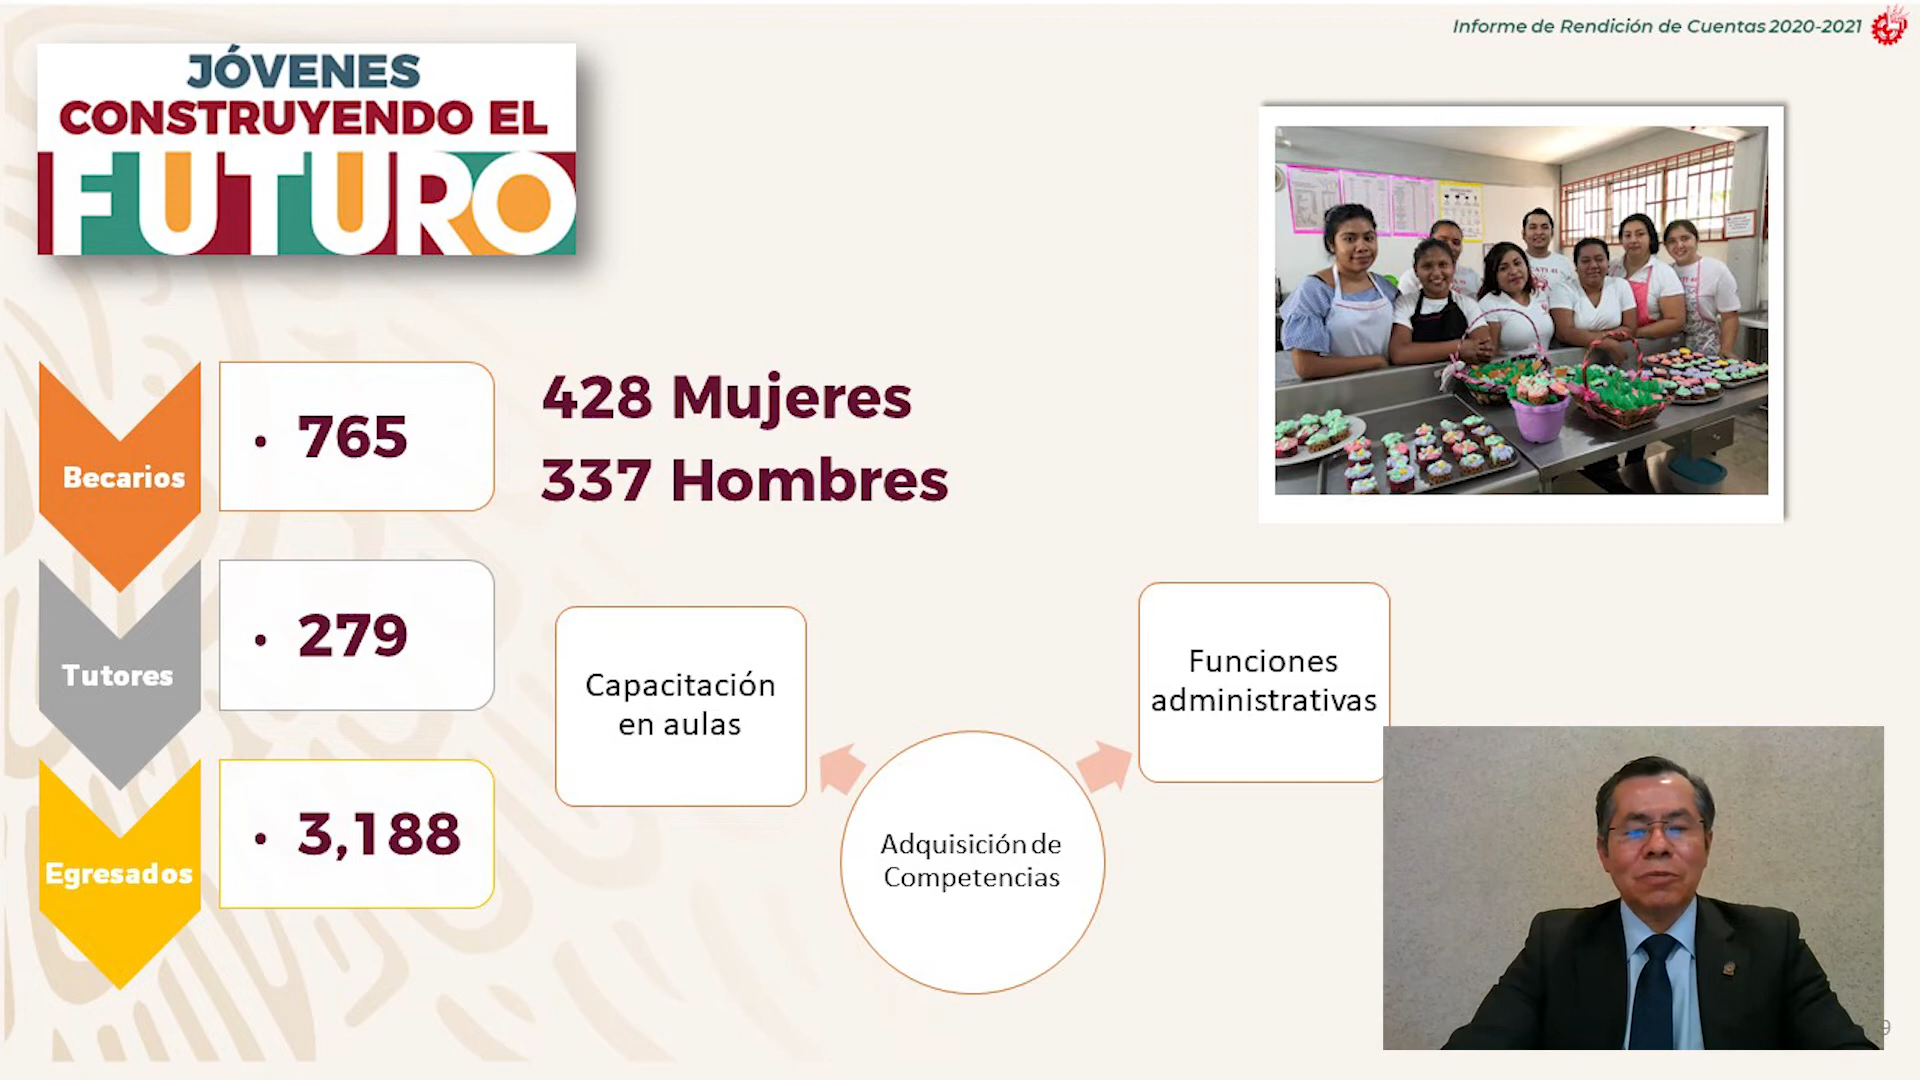 Informe de Rendición de Cuentas 2020-2021
JÓVENES
CONSTRUYENDO EL
FUTURO
Becarios
• 765
428 Mujeres
337 Hombres
Tutores
• 279
Egresados
• 3,188
Capacitación
en aulas
Adquisición de
Competencias
Funciones
administrativas
9